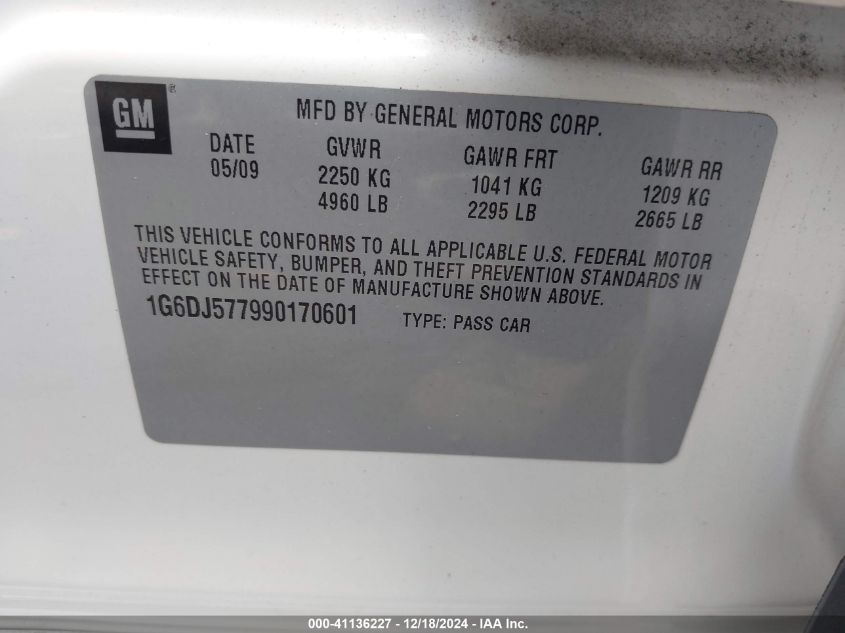 GM ®
MFD BY GENERAL MOTORS CORP.
DATE GVWR GAWR FRT GAWR RR
05/09 2250 KG 1041 KG 1209 KG
4960 LB 2295 LB 2665 LB
THIS VEHICLE CONFORMS TO ALL APPLICABLE U.S. FEDERAL MOTOR
VEHICLE SAFETY, BUMPER, AND THEFT PREVENTION STANDARDS IN
EFFECT ON THE DATE OF MANUFACTURE SHOWN ABOVE.
1G6DJ577990170601 TYPE: PASS CAR
000-41136227 - 12/18/2024 - IAA Inc.